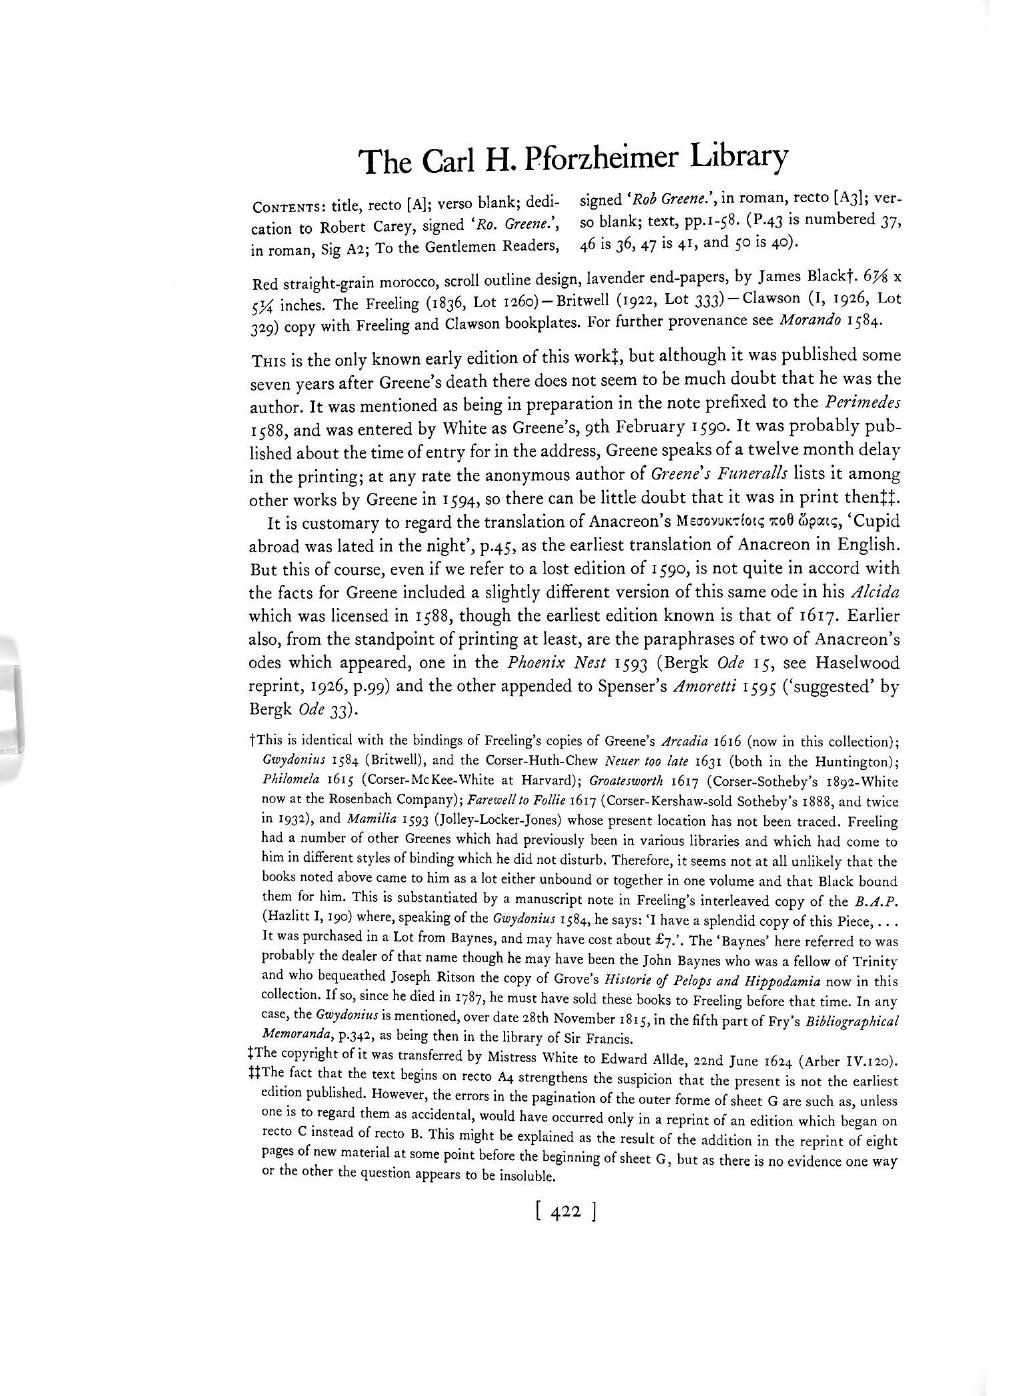 The Carl H. Pforzheimer Library
CONTENTS: title, recto [A]; verso blank; dedi-
cation to Robert Carey, signed ‘Ro. Greene.’,
in roman, Sig A2; To the Gentlemen Readers,
signed ‘Rob Greene.’, in roman, recto [A3]; ver-
so blank; text, pp.1-58. (P.43 is numbered 37,
46 is 36, 47 is 41, and 50 is 40).
Red straight-grain morocco, scroll outline design, lavender end-papers, by James Black†. 6⅞ x
5¼ inches. The Freeling (1836, Lot 1260)—Britwell (1922, Lot 333)—Clawson (I, 1926, Lot
329) copy with Freeling and Clawson bookplates. For further provenance see Morando 1584.
THIS is the only known early edition of this work‡, but although it was published some
seven years after Greene's death there does not seem to be much doubt that he was the
author. It was mentioned as being in preparation in the note prefixed to the Perimedes
1588, and was entered by White as Greene's, 9th February 1590. It was probably pub-
lished about the time of entry for in the address, Greene speaks of a twelve month delay
in the printing; at any rate the anonymous author of Greene's Funeralls lists it among
other works by Greene in 1594, so there can be little doubt that it was in print then‡‡.
It is customary to regard the translation of Anacreon's Μεσονυκτίοις ποθ ὥραις, ‘Cupid
abroad was lated in the night’, p.45, as the earliest translation of Anacreon in English.
But this of course, even if we refer to a lost edition of 1590, is not quite in accord with
the facts for Greene included a slightly different version of this same ode in his Alcida
which was licensed in 1588, though the earliest edition known is that of 1617. Earlier
also, from the standpoint of printing at least, are the paraphrases of two of Anacreon's
odes which appeared, one in the Phoenix Nest 1593 (Bergk Ode 15, see Haselwood
reprint, 1926, p.99) and the other appended to Spenser's Amoretti 1595 (‘suggested’ by
Bergk Ode 33).
†This is identical with the bindings of Freeling's copies of Greene's Arcadia 1616 (now in this collection);
Gwydonius 1584 (Britwell), and the Corser-Huth-Chew Neuer too late 1631 (both in the Huntington);
Philomela 1615 (Corser-McKee-White at Harvard); Groatesworth 1617 (Corser-Sotheby's 1892-White
now at the Rosenbach Company); Farewell to Follie 1617 (Corser-Kershaw-sold Sotheby's 1888, and twice
in 1932), and Mamilia 1593 (Jolley-Locker-Jones) whose present location has not been traced. Freeling
had a number of other Greenes which had previously been in various libraries and which had come to
him in different styles of binding which he did not disturb. Therefore, it seems not at all unlikely that the
books noted above came to him as a lot either unbound or together in one volume and that Black bound
them for him. This is substantiated by a manuscript note in Freeling's interleaved copy of the B.A.P.
(Hazlitt I, 190) where, speaking of the Gwydonius 1584, he says: ‘I have a splendid copy of this Piece, . . .
It was purchased in a Lot from Baynes, and may have cost about £7.’. The ‘Baynes’ here referred to was
probably the dealer of that name though he may have been the John Baynes who was a fellow of Trinity
and who bequeathed Joseph Ritson the copy of Grove's Historie of Pelops and Hippodamia now in this
collection. If so, since he died in 1787, he must have sold these books to Freeling before that time. In any
case, the Gwydonius is mentioned, over date 28th November 1815, in the fifth part of Fry's Bibliographical
Memoranda, p.342, as being then in the library of Sir Francis.
‡The copyright of it was transferred by Mistress White to Edward Allde, 22nd June 1624 (Arber IV.120).
‡‡The fact that the text begins on recto A4 strengthens the suspicion that the present is not the earliest
edition published. However, the errors in the pagination of the outer forme of sheet G are such as, unless
one is to regard them as accidental, would have occurred only in a reprint of an edition which began on
recto C instead of recto B. This might be explained as the result of the addition in the reprint of eight
pages of new material at some point before the beginning of sheet G, but as there is no evidence one way
or the other the question appears to be insoluble.
[ 422 ]